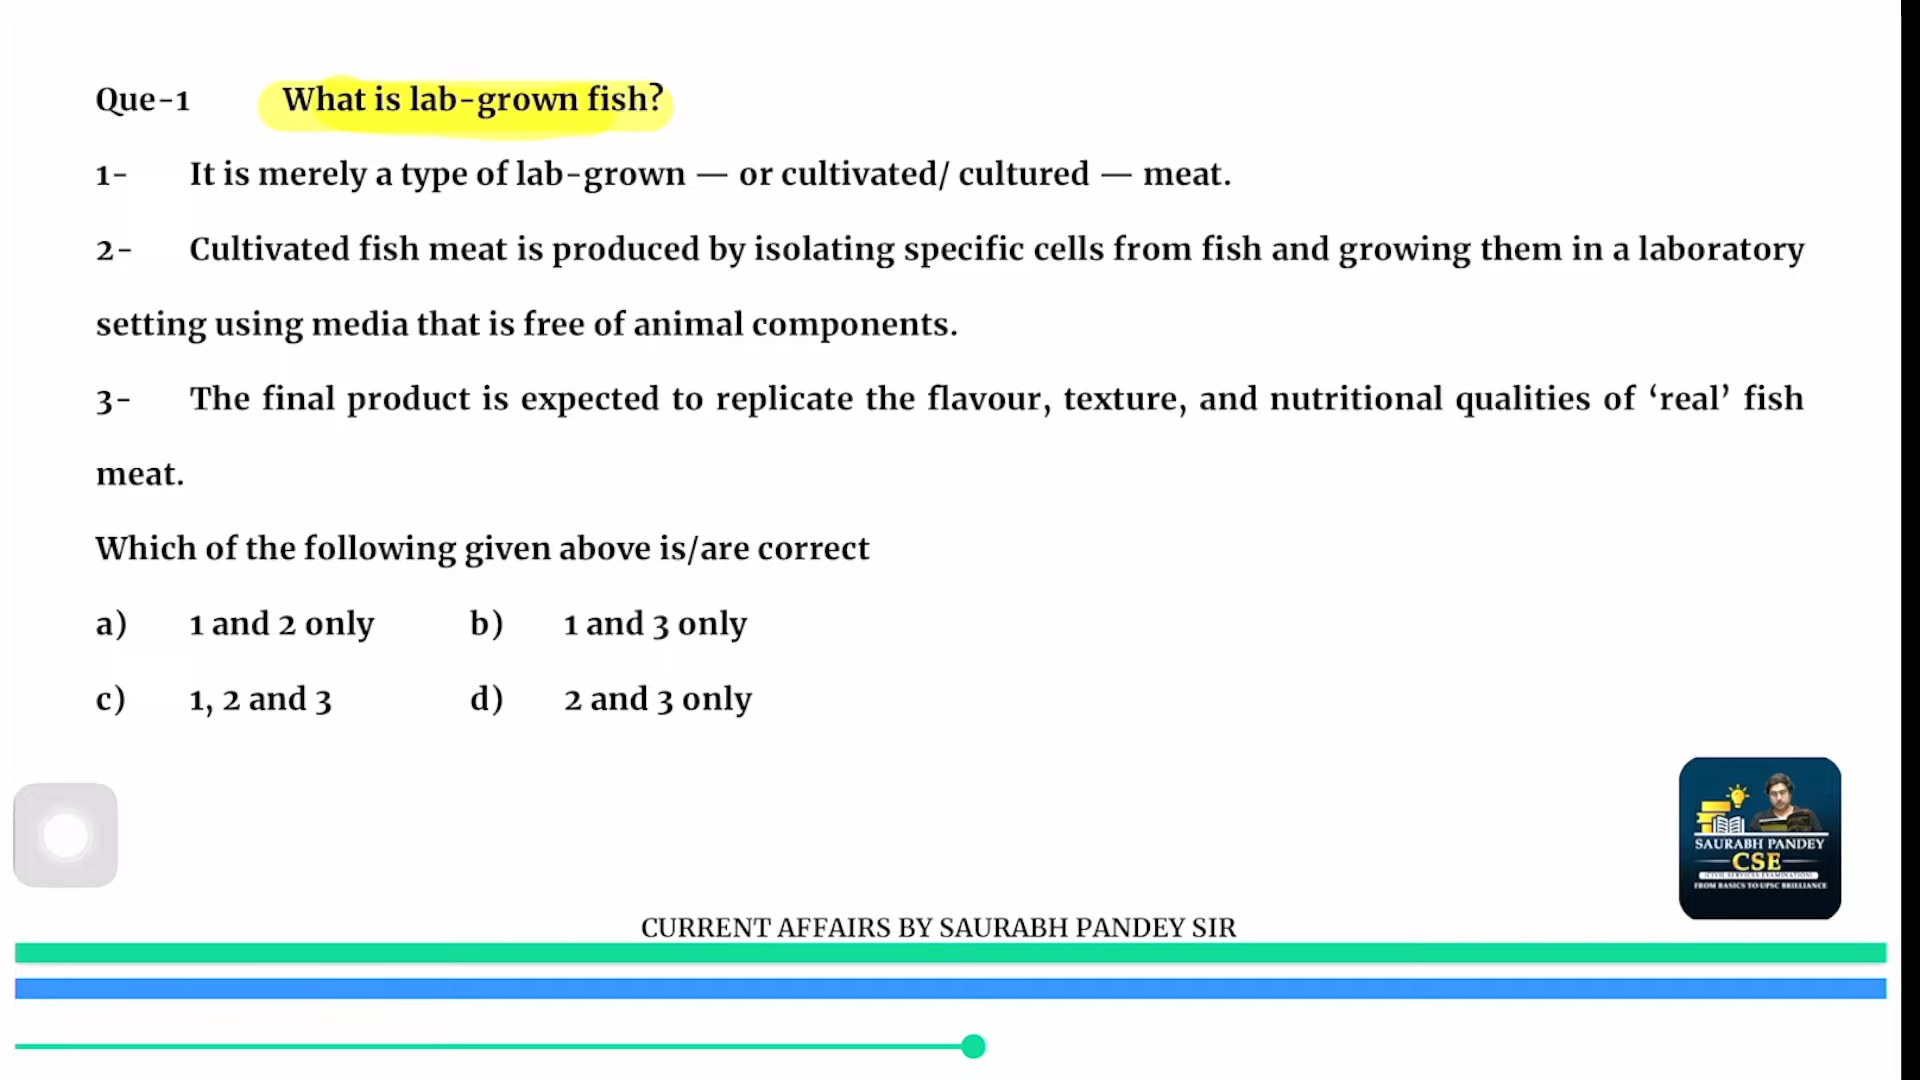 Que-1 What is lab-grown fish?
1- It is merely a type of lab-grown — or cultivated/ cultured — meat.
2- Cultivated fish meat is produced by isolating specific cells from fish and growing them in a laboratory
setting using media that is free of animal components.
3- The final product is expected to replicate the flavour, texture, and nutritional qualities of ‘real’ fish
meat.
Which of the following given above is/are correct
a) 1 and 2 only b) 1 and 3 only
c) 1, 2 and 3 d) 2 and 3 only
SAURABH PANDEY
CSE
(CIVIL SERVICES EXAMINATION)
FROM BASICS TO UPSC BRILLIANCE
CURRENT AFFAIRS BY SAURABH PANDEY SIR